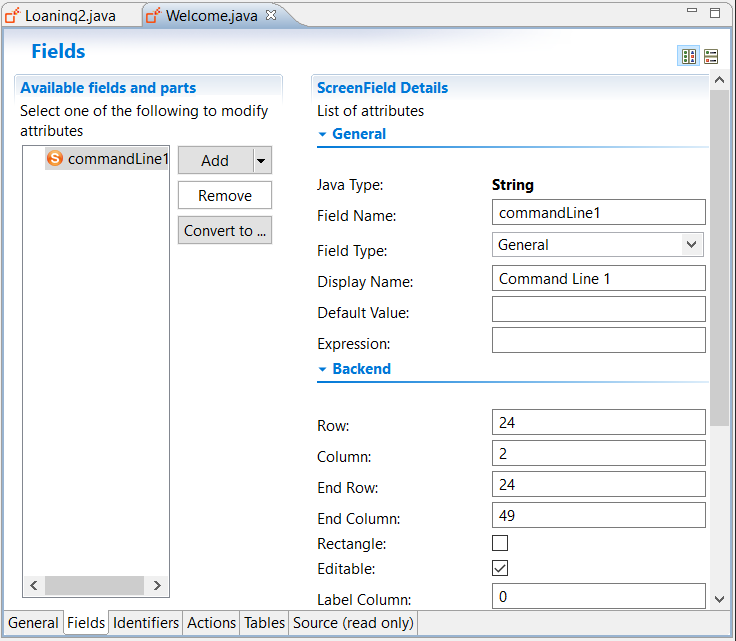 Loaninq2.java Welcome.java
Fields
Available fields and parts
Select one of the following to modify
attributes
S commandLine1
Add
Remove
Convert to ...
ScreenField Details
List of attributes
General
Java Type: String
Field Name: commandLine1
Field Type: General
Display Name: Command Line 1
Default Value:
Expression:
Backend
Row: 24
Column: 2
End Row: 24
End Column: 49
Rectangle:
Editable:
Label Column: 0
General Fields Identifiers Actions Tables Source (read only)